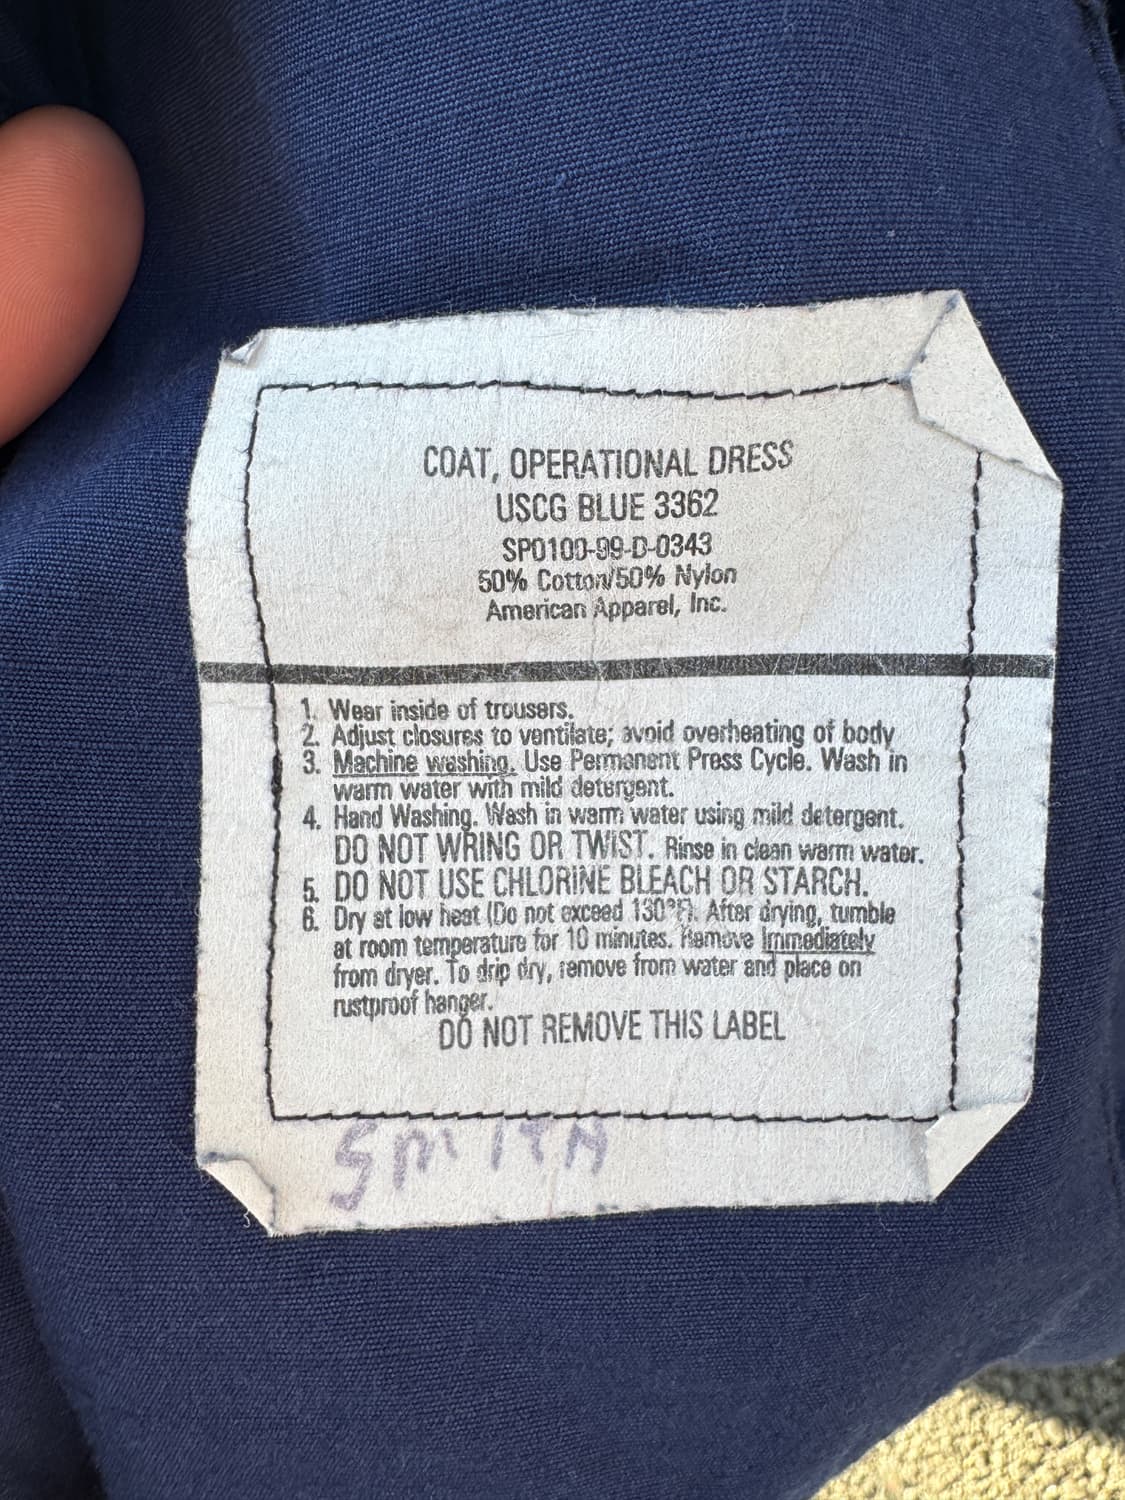 COAT, OPERATIONAL DRESS
USCG BLUE 3362
SPO100-99-D-0343
50% Cotton/50% Nylon
American Apparel, Inc.
1. Wear inside of trousers.
2. Adjust closures to ventilate; avoid overheating of body
3. Machine washing. Use Permanent Press Cycle. Wash in
warm water with mild detergent.
4. Hand Washing. Wash in warm water using mild detergent.
DO NOT WRING OR TWIST. Rinse in clean warm water.
5. DO NOT USE CHLORINE BLEACH OR STARCH.
6. Dry at low heat (Do not exceed 130°F). After drying, tumble
at room temperature for 10 minutes. Remove Immediately
from dryer. To drip dry, remove from water and place on
rustproof hanger.
DO NOT REMOVE THIS LABEL
SMITH